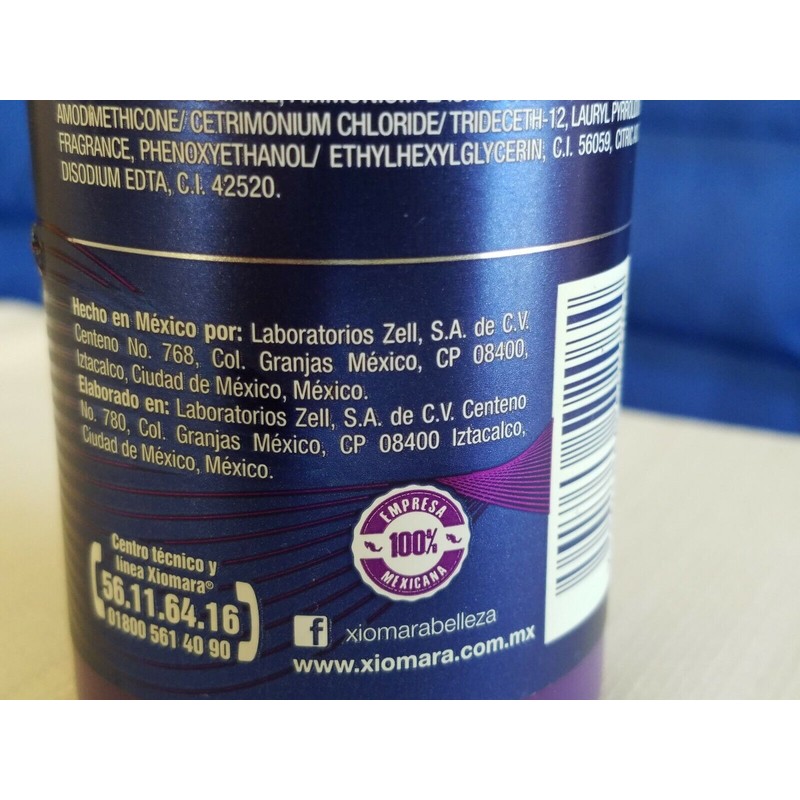 AMODIMETHICONE/ CETRIMONIUM CHLORIDE/ TRIDECETH-12, LAURYL
FRAGRANCE, PHENOXYETHANOL/ ETHYLHEXYLGLYCERIN; C.I. 56059, CITRIC
DISODIUM EDTA, C.I. 42520.
Hecho en México por: Laboratorios Zell, S.A. de C.V.
Centeno No. 768, Col. Granjas México, CP 08400,
Iztacalco, Ciudad de México, México.
Elaborado en: Laboratorios Zell, S.A. de C.V. Centeno
No. 780, Col. Granjas México, CP 08400 Iztacalco,
Ciudad de México, México.
EMPRESA
100%
MEXICANA
Centro técnico y
línea Xiomara®
56.11.64.16
01800 561 40 90
f xiomarabelleza
www.xiomara.com.mx